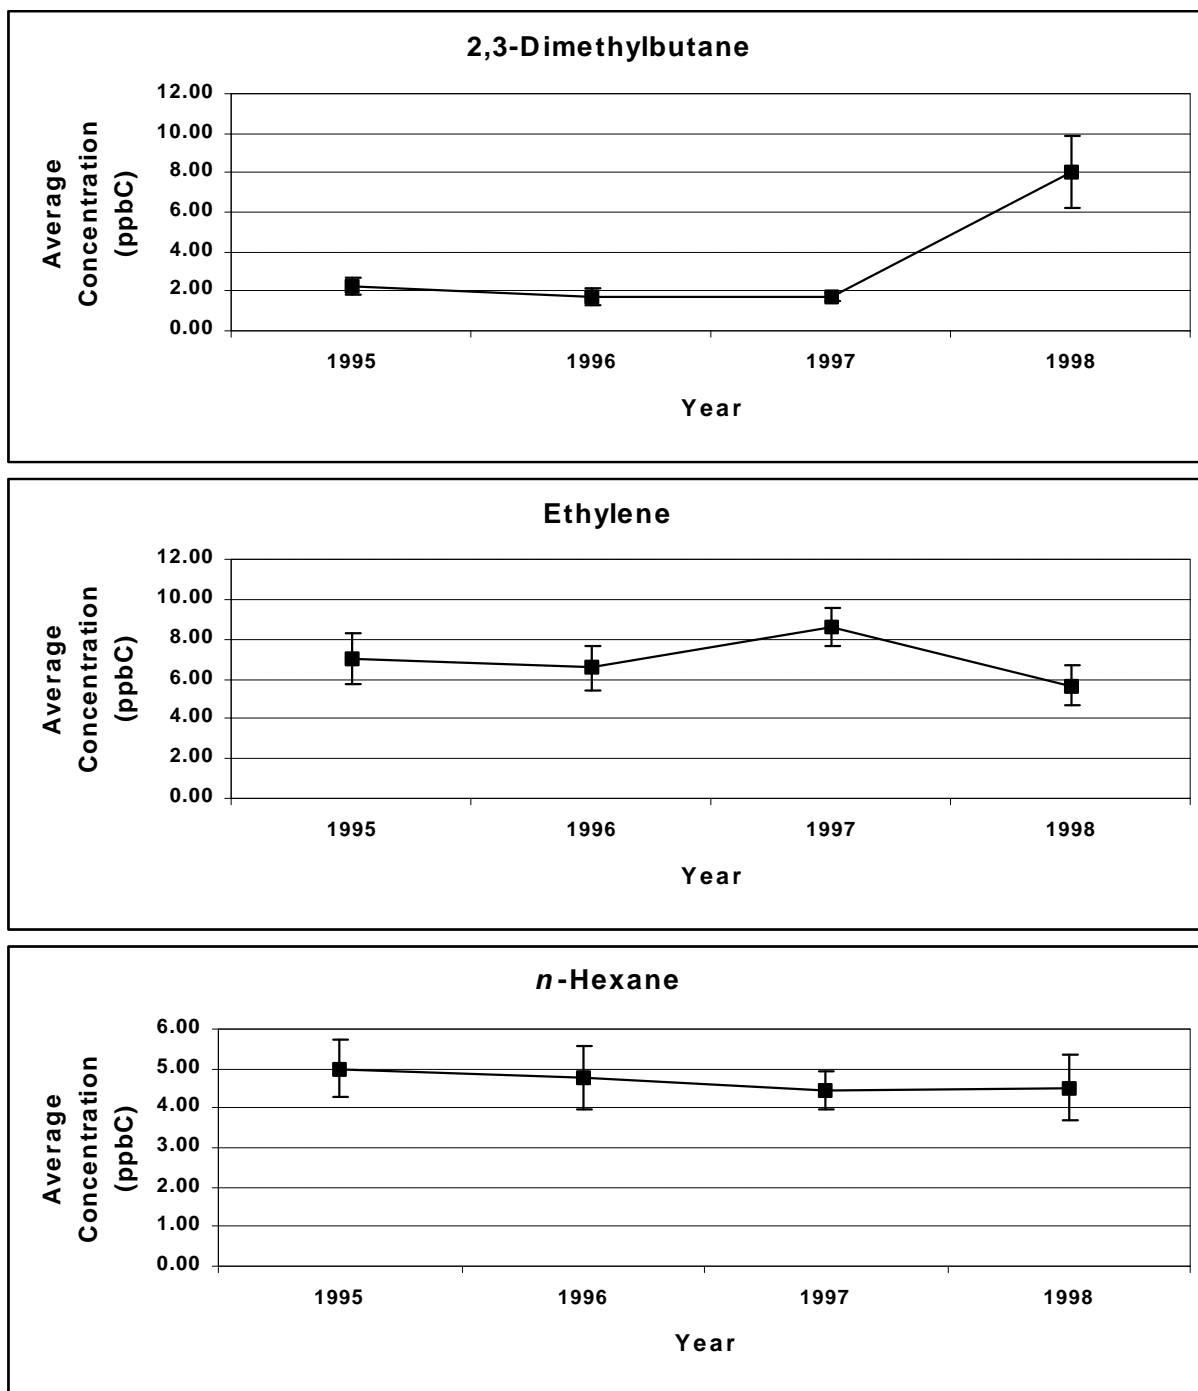 2,3-Dimethylbutane
12.00
10.00
8.00
6.00
4.00
2.00
0.00
Average
Concentration
(ppbC)
1995 1996 1997 1998
Year
Ethylene
12.00
10.00
8.00
6.00
4.00
2.00
0.00
Average
Concentration
(ppbC)
1995 1996 1997 1998
Year
n-Hexane
6.00
5.00
4.00
3.00
2.00
1.00
0.00
Average
Concentration
(ppbC)
1995 1996 1997 1998
Year